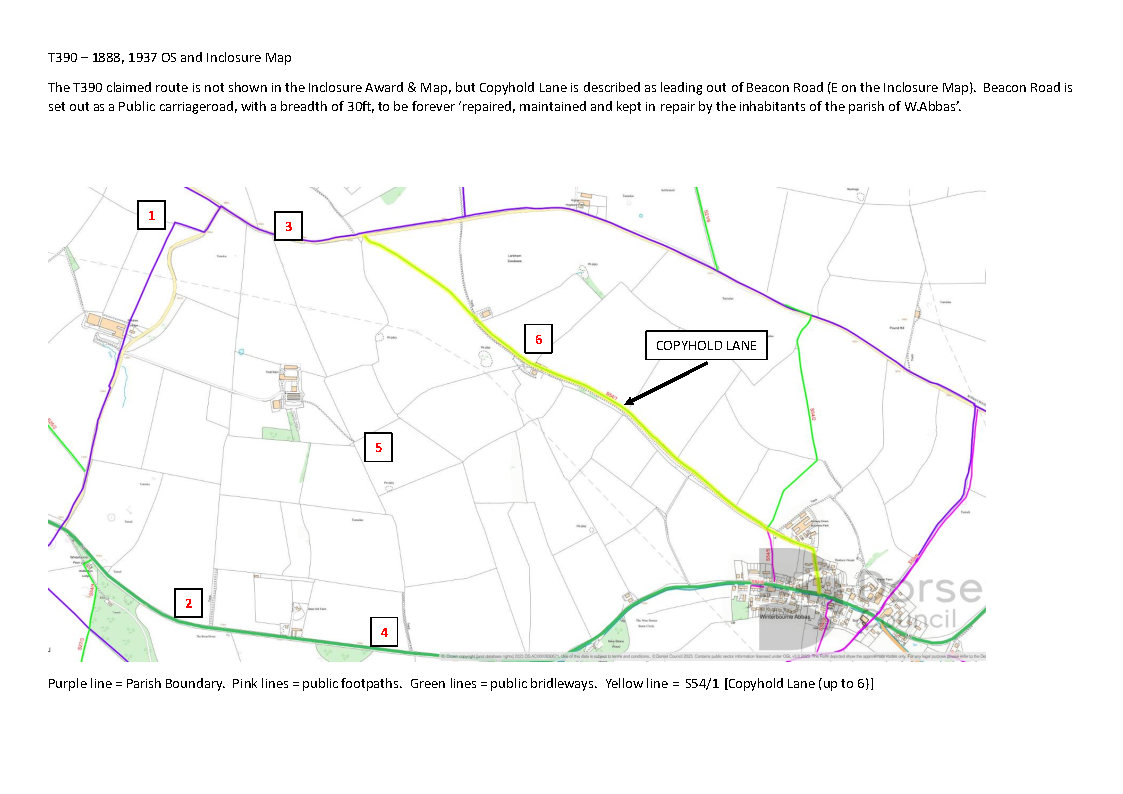 T390 – 1888, 1937 OS and Inclosure Map
The T390 claimed route is not shown in the Inclosure Award & Map, but Copyhold Lane is described as leading out of Beacon Road (E on the Inclosure Map).  Beacon Road is
set out as a Public carriageroad, with a breadth of 30ft, to be forever ‘repaired, maintained and kept in repair by the inhabitants of the parish of W.Abbas’.
1
3
6
COPYHOLD LANE
5
2
4
Winterbourne Abbas
Council
Purple line = Parish Boundary.  Pink lines = public footpaths.  Green lines = public bridleways.  Yellow line = S54/1 [Copyhold Lane (up to 6)]